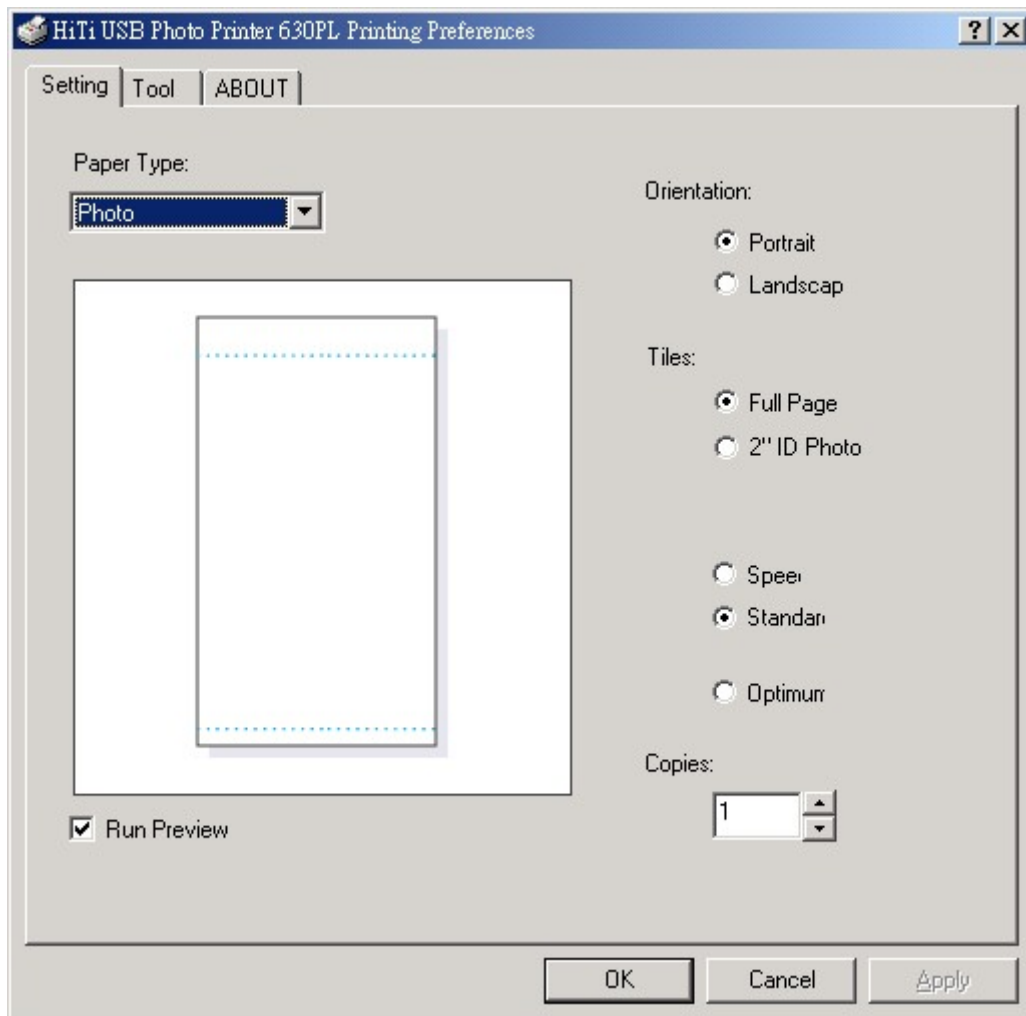 HiTi USB Photo Printer 630PL Printing Preferences
Setting
Tool
ABOUT
Paper Type:
Photo
Orientation:
Portrait
Landscap
Tiles:
Full Page
2" ID Photo
Speed
Standard
Optimum
Copies:
1
Run Preview
OK
Cancel
Apply